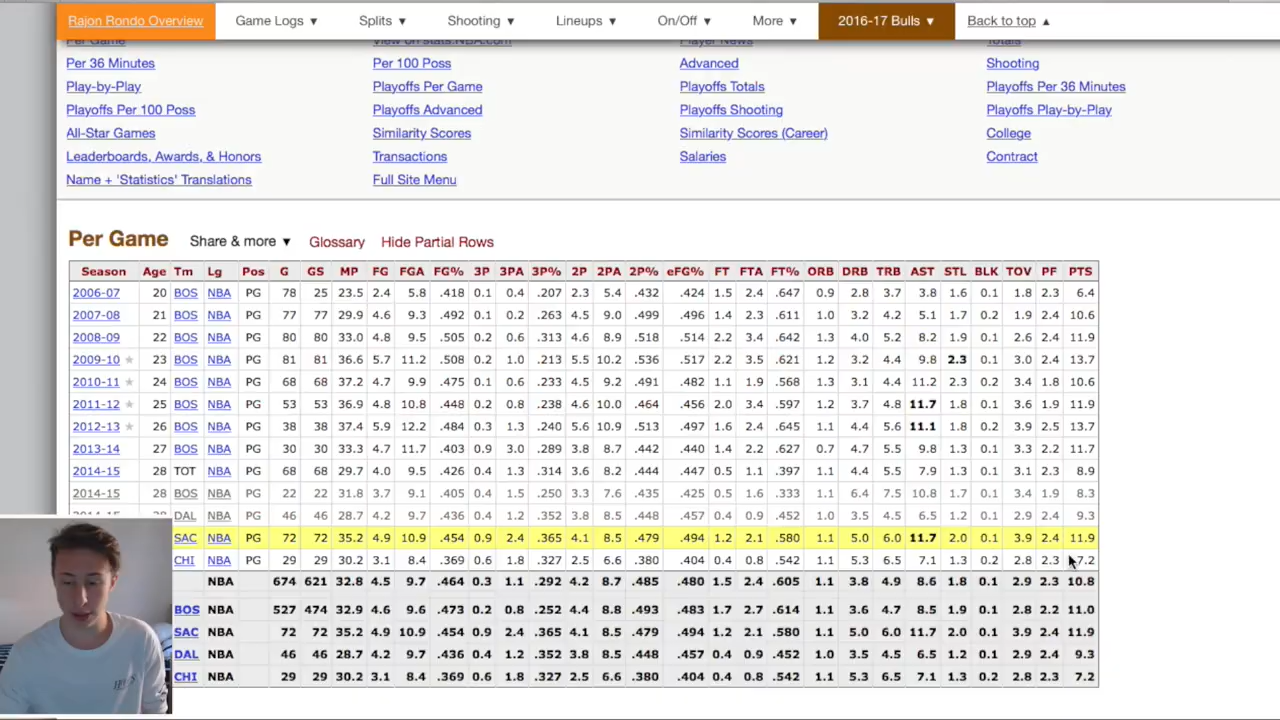 Rajon Rondo Overview Game Logs ▼ Splits ▼ Shooting ▼ Lineups ▼ On/Off ▼ More ▼ 2016-17 Bulls ▼ Back to top ▲
Per Game View on stats.NBA.com Player News Totals
Per 36 Minutes Per 100 Poss Advanced Shooting
Play-by-Play Playoffs Per Game Playoffs Totals Playoffs Per 36 Minutes
Playoffs Per 100 Poss Playoffs Advanced Playoffs Shooting Playoffs Play-by-Play
All-Star Games Similarity Scores Similarity Scores (Career) College
Leaderboards, Awards, & Honors Transactions Salaries Contract
Name + 'Statistics' Translations Full Site Menu
Per Game Share & more ▼ Glossary Hide Partial Rows
Season Age Tm Lg Pos G GS MP FG FGA FG% 3P 3PA 3P% 2P 2PA 2P% eFG% FT FTA FT% ORB DRB TRB AST STL BLK TOV PF PTS
2006-07 20 BOS NBA PG 78 25 23.5 2.4 5.8 .418 0.1 0.4 .207 2.3 5.4 .432 .424 1.5 2.4 .647 0.9 2.8 3.7 3.8 1.6 0.1 1.8 2.3 6.4
2007-08 21 BOS NBA PG 77 77 29.9 4.6 9.3 .492 0.1 0.2 .263 4.5 9.0 .499 .496 1.4 2.3 .611 1.0 3.2 4.2 5.1 1.7 0.2 1.9 2.4 10.6
2008-09 22 BOS NBA PG 80 80 33.0 4.8 9.5 .505 0.2 0.6 .313 4.6 8.9 .518 .514 2.2 3.4 .642 1.3 4.0 5.2 8.2 1.9 0.1 2.6 2.4 11.9
2009-10 ★ 23 BOS NBA PG 81 81 36.6 5.7 11.2 .508 0.2 1.0 .213 5.5 10.2 .536 .517 2.2 3.5 .621 1.2 3.2 4.4 9.8 2.3 0.1 3.0 2.4 13.7
2010-11 ★ 24 BOS NBA PG 68 68 37.2 4.7 9.9 .475 0.1 0.6 .233 4.5 9.2 .491 .482 1.1 1.9 .568 1.3 3.1 4.4 11.2 2.3 0.2 3.4 1.8 10.6
2011-12 ★ 25 BOS NBA PG 53 53 36.9 4.8 10.8 .448 0.2 0.8 .238 4.6 10.0 .464 .456 2.0 3.4 .597 1.2 3.7 4.8 11.7 1.8 0.1 3.6 1.9 11.9
2012-13 ★ 26 BOS NBA PG 38 38 37.4 5.9 12.2 .484 0.3 1.3 .240 5.6 10.9 .513 .497 1.6 2.4 .645 1.1 4.4 5.6 11.1 1.8 0.2 3.9 2.5 13.7
2013-14 27 BOS NBA PG 30 30 33.3 4.7 11.7 .403 0.9 3.0 .289 3.8 8.7 .442 .440 1.4 2.2 .627 0.7 4.8 5.5 9.8 1.3 0.1 3.3 2.2 11.7
2014-15 28 TOT NBA PG 68 68 29.7 4.0 9.5 .426 0.4 1.3 .314 3.6 8.2 .444 .447 0.5 1.1 .397 1.1 4.4 5.5 7.9 1.3 0.1 3.1 2.3 8.9
2014-15 28 BOS NBA PG 22 22 31.8 3.7 9.1 .405 0.4 1.5 .250 3.3 7.6 .435 .425 0.5 1.6 .333 1.1 6.4 7.5 10.8 1.7 0.1 3.4 1.9 8.3
2014-15 28 DAL NBA PG 46 46 28.7 4.2 9.7 .436 0.4 1.2 .352 3.8 8.5 .448 .457 0.4 0.9 .452 1.0 3.5 4.5 6.5 1.2 0.1 2.9 2.4 9.3
SAC NBA PG 72 72 35.2 4.9 10.9 .454 0.9 2.4 .365 4.1 8.5 .479 .494 1.2 2.1 .580 1.1 5.0 6.0 11.7 2.0 0.1 3.9 2.4 11.9
CHI NBA PG 29 29 30.2 3.1 8.4 .369 0.6 1.8 .327 2.5 6.6 .380 .404 0.4 0.8 .542 1.1 5.3 6.5 7.1 1.3 0.2 2.8 2.3 7.2
NBA 674 621 32.8 4.5 9.7 .464 0.3 1.1 .292 4.2 8.7 .485 .480 1.5 2.4 .605 1.1 3.8 4.9 8.6 1.8 0.1 2.9 2.3 10.8
BOS NBA 527 474 32.9 4.6 9.6 .473 0.2 0.8 .252 4.4 8.8 .493 .483 1.7 2.7 .614 1.1 3.6 4.7 8.5 1.9 0.1 2.8 2.2 11.0
SAC NBA 72 72 35.2 4.9 10.9 .454 0.9 2.4 .365 4.1 8.5 .479 .494 1.2 2.1 .580 1.1 5.0 6.0 11.7 2.0 0.1 3.9 2.4 11.9
DAL NBA 46 46 28.7 4.2 9.7 .436 0.4 1.2 .352 3.8 8.5 .448 .457 0.4 0.9 .452 1.0 3.5 4.5 6.5 1.2 0.1 2.9 2.4 9.3
CHI NBA 29 29 30.2 3.1 8.4 .369 0.6 1.8 .327 2.5 6.6 .380 .404 0.4 0.8 .542 1.1 5.3 6.5 7.1 1.3 0.2 2.8 2.3 7.2